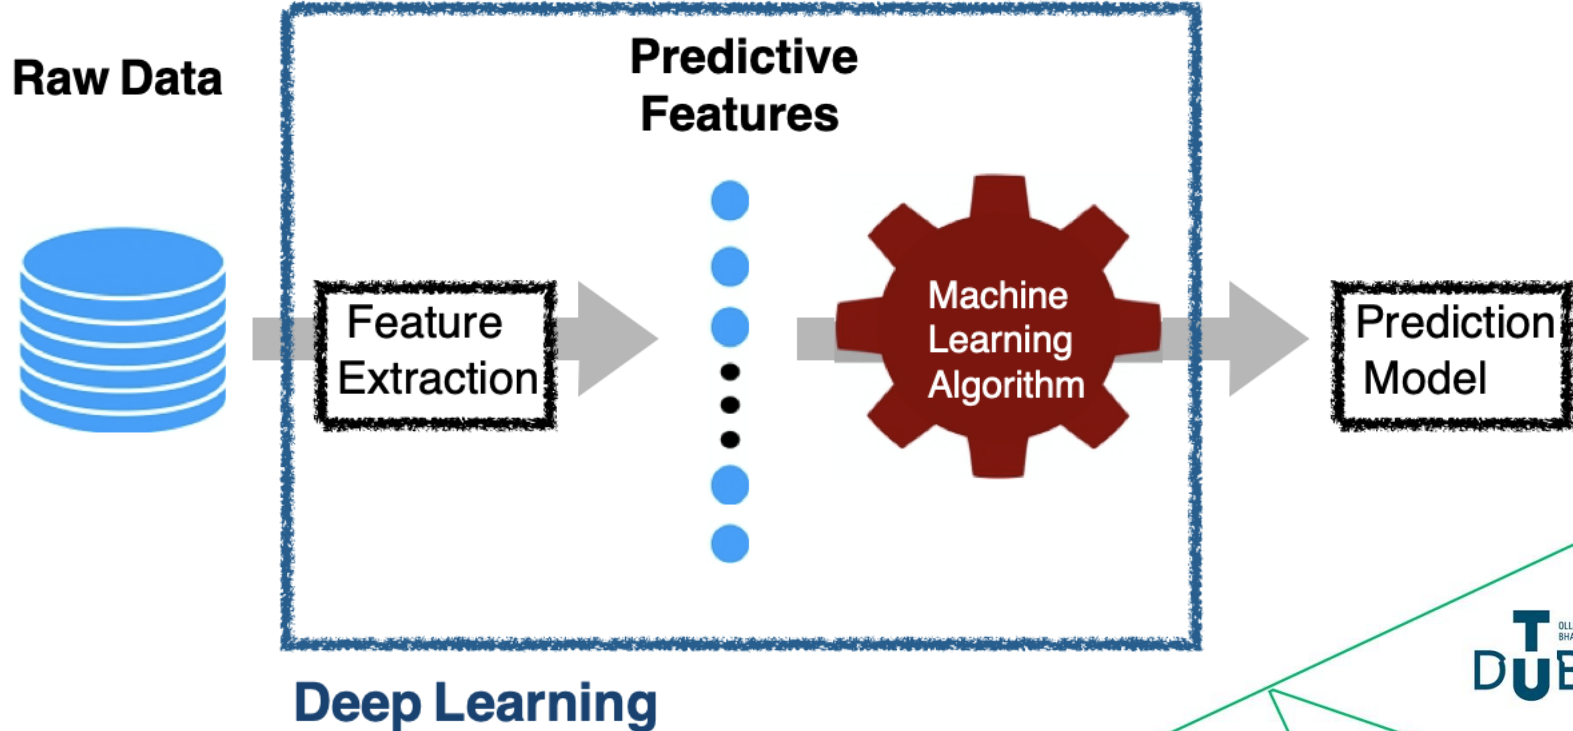 Raw Data
Predictive
Features
Feature
Extraction
Machine
Learning
Algorithm
Prediction
Model
Deep Learning